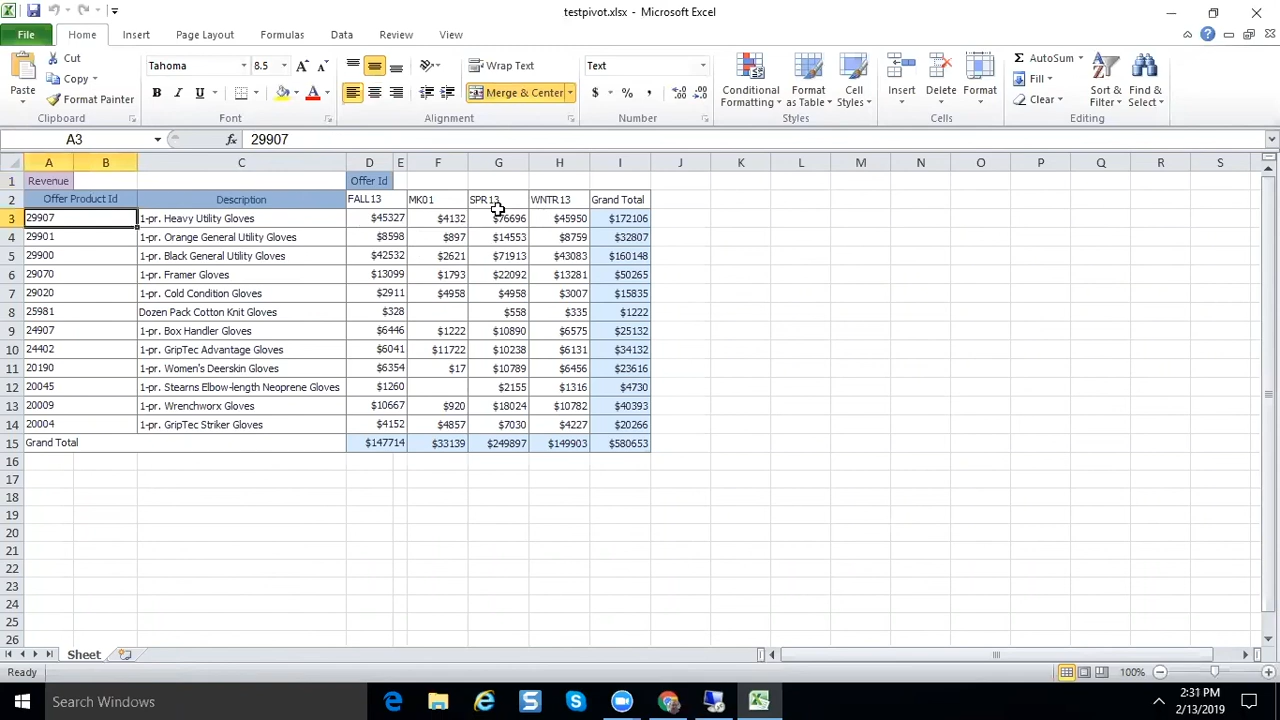 testpivot.xlsx - Microsoft Excel
File Home Insert Page Layout Formulas Data Review View
Paste Cut Copy Format Painter Clipboard
Tahoma 8.5 A A B I U A Font
Wrap Text Merge & Center Alignment
Text $ % , Number
Conditional Formatting Format as Table Cell Styles Styles
Insert Delete Format Cells
Σ AutoSum Fill Clear Sort & Filter Find & Select Editing
A3 fx 29907
A B C D E F G H I J K L M N O P Q R S
1 Revenue Offer Id
2 Offer Product Id Description FALL13 MK01 SPR13 WNTR13 Grand Total
3 29907 1-pr. Heavy Utility Gloves $45327 $4132 $76696 $45950 $172106
4 29901 1-pr. Orange General Utility Gloves $8598 $897 $14553 $8759 $32807
5 29900 1-pr. Black General Utility Gloves $42532 $2621 $71913 $43083 $160148
6 29070 1-pr. Framer Gloves $13099 $1793 $22092 $13281 $50265
7 29020 1-pr. Cold Condition Gloves $2911 $4958 $4958 $3007 $15835
8 25981 Dozen Pack Cotton Knit Gloves $328 $558 $335 $1222
9 24907 1-pr. Box Handler Gloves $6446 $1222 $10890 $6575 $25132
10 24402 1-pr. GripTec Advantage Gloves $6041 $11722 $10238 $6131 $34132
11 20190 1-pr. Women's Deerskin Gloves $6354 $17 $10789 $6456 $23616
12 20045 1-pr. Stearns Elbow-length Neoprene Gloves $1260 $2155 $1316 $4730
13 20009 1-pr. Wrenchworx Gloves $10667 $920 $18024 $10782 $40393
14 20004 1-pr. GripTec Striker Gloves $4152 $4857 $7030 $4227 $20266
15 Grand Total $147714 $33139 $249897 $149903 $580653
16
17
18
19
20
21
22
23
24
25
26
Sheet
Ready 100%
Search Windows
2:31 PM
2/13/2019